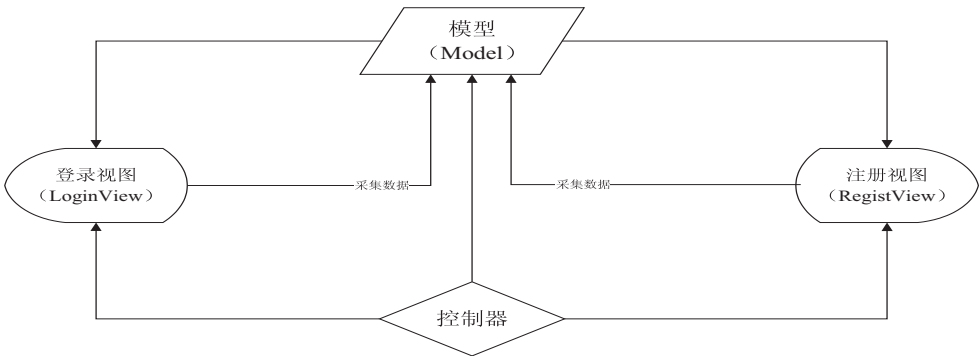 模型
（Model）
登录视图
（LoginView）
采集数据
采集数据
注册视图
（RegistView）
控制器